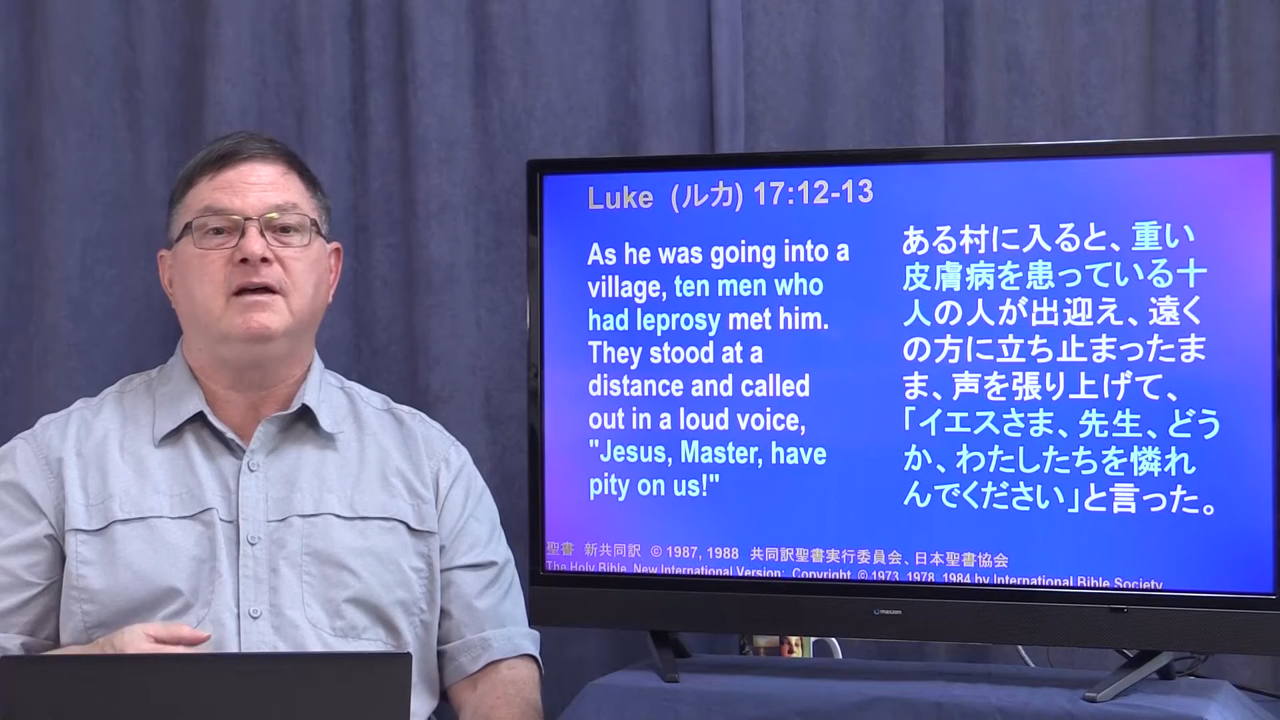 Luke (ルカ) 17:12-13
As he was going into a
village, ten men who
had leprosy met him.
They stood at a
distance and called
out in a loud voice,
"Jesus, Master, have
pity on us!"
ある村に入ると、重い
皮膚病を患っている十
人の人が出迎え、遠く
の方に立ち止まったま
ま、声を張り上げて、
「イエスさま、先生、どう
か、わたしたちを憐れ
んでください」と言った。
聖書 新共同訳 © 1987, 1988 共同訳聖書実行委員会、日本聖書協会
The Holy Bible, New International Version: Copyright © 1973, 1978, 1984 by International Bible Society